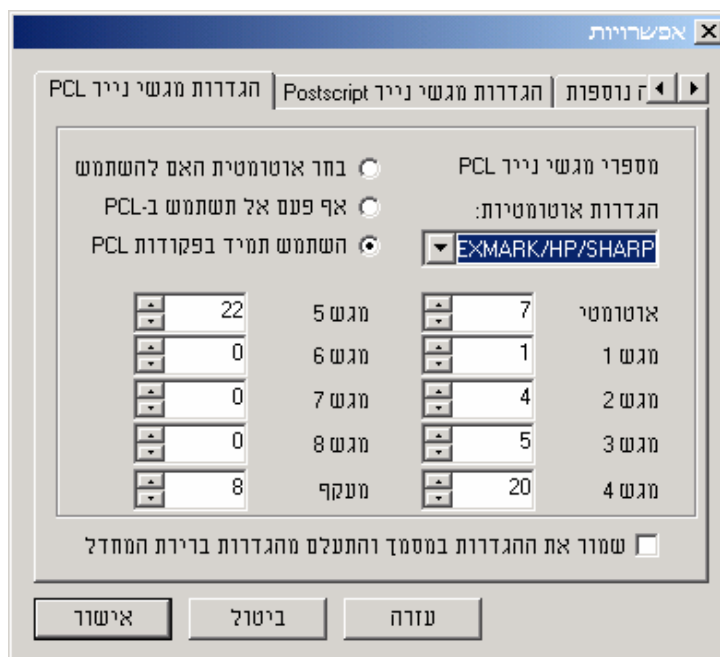 אפשרויות
הגדרות מגשי נייר PCL
הגדרות מגשי נייר Postscript
ה נוספות
מספרי מגשי נייר PCL
הגדרות אוטומטיות:
EXMARK/HP/SHARP
בחר אוטומטית האם להשתמש
אף פעם אל תשתמש ב-PCL
השתמש תמיד בפקודות PCL
אוטומטי 7
מגש 1 1
מגש 2 4
מגש 3 5
מגש 4 20
מגש 5 22
מגש 6 0
מגש 7 0
מגש 8 0
מעקף 8
שמור את ההגדרות במסמך והתעלם מהגדרות ברירת המחדל
עזרה
ביטול
אישור